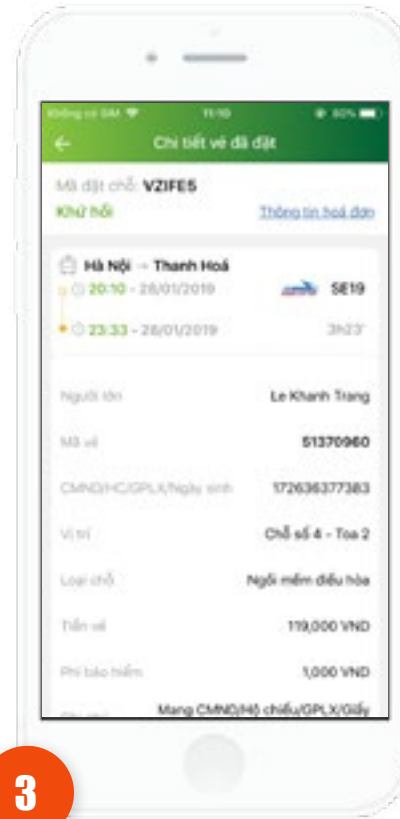 Không có SIM 11:10 80%
Chi tiết vé đã đặt
Mã đặt chỗ: VZIFE5
Khứ hồi Thông tin hoá đơn
Hà Nội → Thanh Hoá
20:10 - 28/01/2019 SE19
23:33 - 28/01/2019 3h23'
Người lớn Le Khanh Trang
Mã vé 51370960
CMND/HC/GPLX/Ngày sinh 172636377383
Vị trí Chỗ số 4 - Toa 2
Loại chỗ Ngồi mềm điều hòa
Tiền vé 119,000 VND
Phí bảo hiểm 1,000 VND
Mang CMND/Hộ chiếu/GPLX/Giấy
3